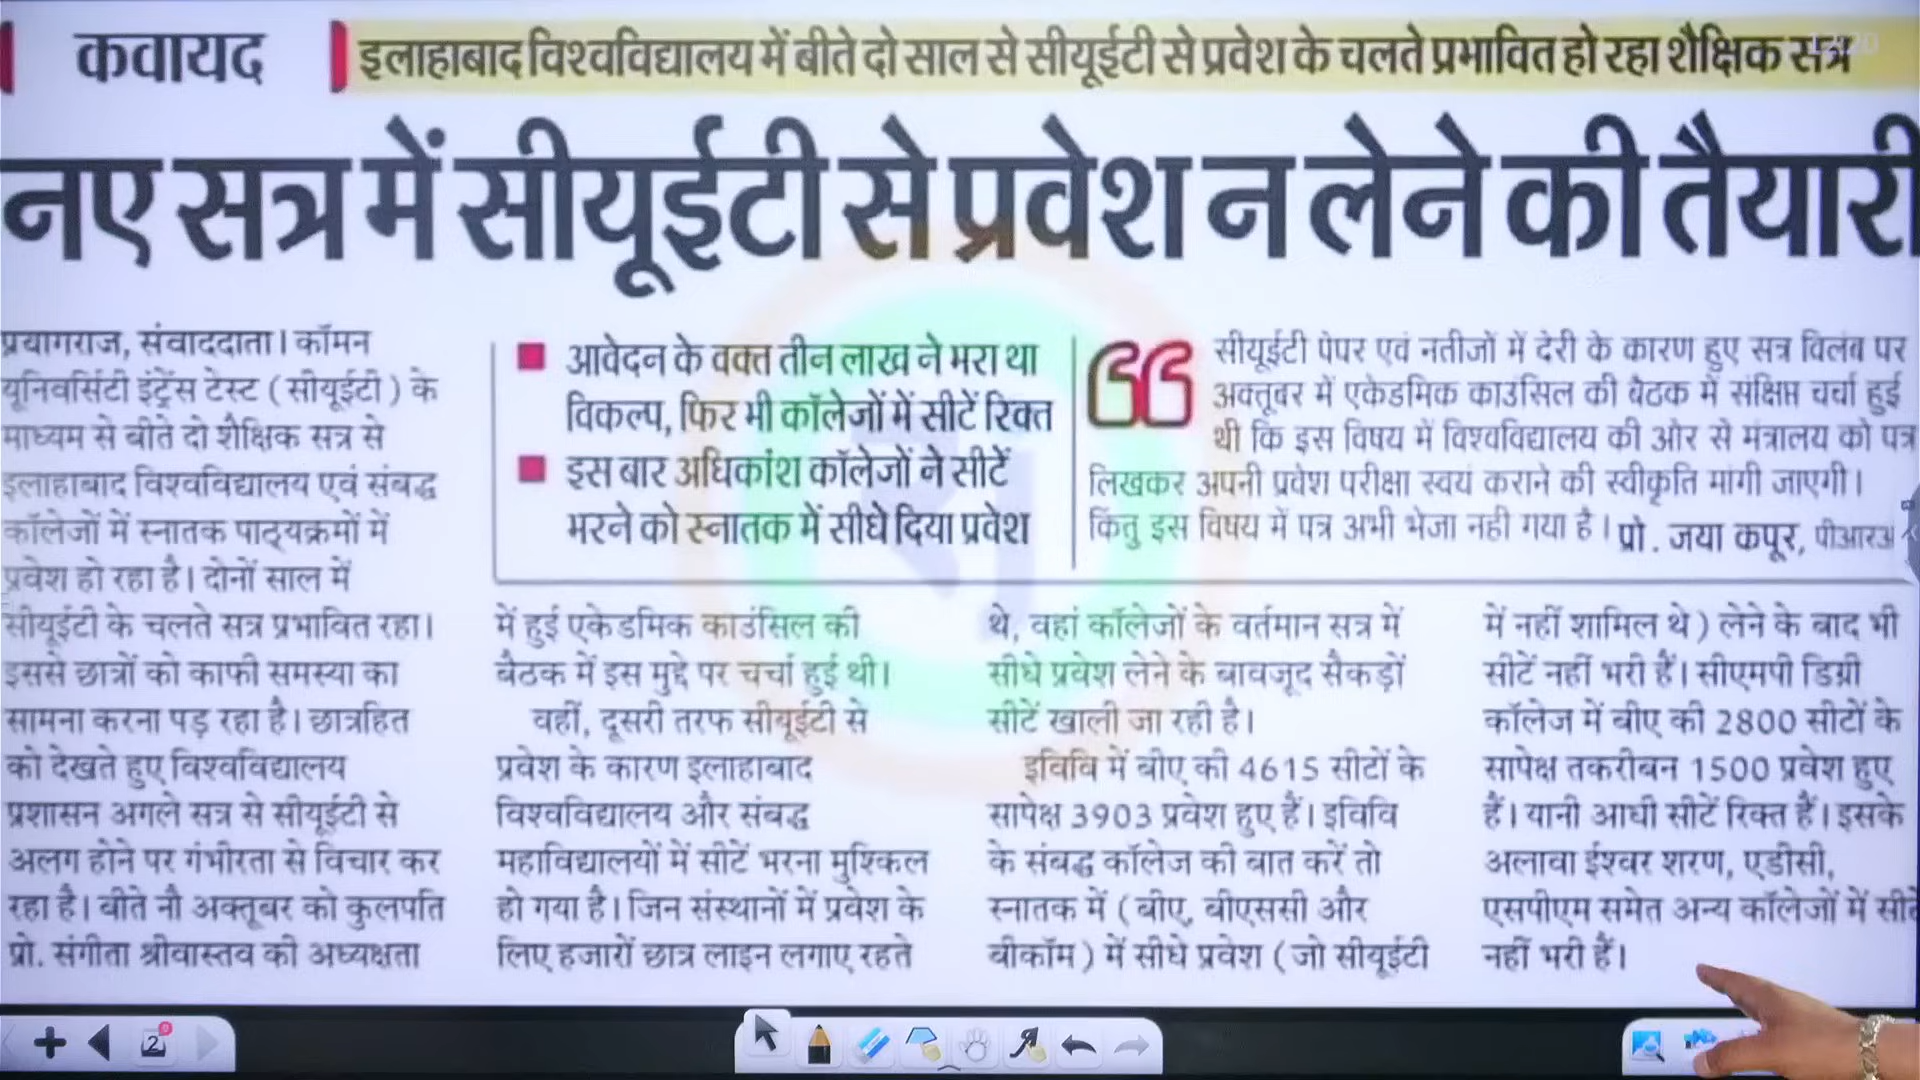 कवायद
इलाहाबाद विश्वविद्यालय में बीते दो साल से सीयूईटी से प्रवेश के चलते प्रभावित हो रहा शैक्षिक सत्र
नए सत्र में सीयूईटी से प्रवेश न लेने की तैयारी
प्रयागराज, संवाददाता। कॉमन
यूनिवर्सिटी इंट्रेंस टेस्ट (सीयूईटी) के
माध्यम से बीते दो शैक्षिक सत्र से
इलाहाबाद विश्वविद्यालय एवं संबद्ध
कॉलेजों में स्नातक पाठ्यक्रमों में
प्रवेश हो रहा है। दोनों साल में
सीयूईटी के चलते सत्र प्रभावित रहा।
इससे छात्रों को काफी समस्या का
सामना करना पड़ रहा है। छात्रहित
को देखते हुए विश्वविद्यालय
प्रशासन अगले सत्र से सीयूईटी से
अलग होने पर गंभीरता से विचार कर
रहा है। बीते नौ अक्तूबर को कुलपति
प्रो. संगीता श्रीवास्तव की अध्यक्षता
आवेदन के वक्त तीन लाख ने भरा था
विकल्प, फिर भी कॉलेजों में सीटें रिक्त
इस बार अधिकांश कॉलेजों ने सीटें
भरने को स्नातक में सीधे दिया प्रवेश
सीयूईटी पेपर एवं नतीजों में देरी के कारण हुए सत्र विलंब पर
अक्तूबर में एकेडमिक काउंसिल की बैठक में संक्षिप्त चर्चा हुई
थी कि इस विषय में विश्वविद्यालय की ओर से मंत्रालय को पत्र
लिखकर अपनी प्रवेश परीक्षा स्वयं कराने की स्वीकृति मांगी जाएगी।
किंतु इस विषय में पत्र अभी भेजा नहीं गया है। प्रो. जया कपूर, पीआरअ
में हुई एकेडमिक काउंसिल की
बैठक में इस मुद्दे पर चर्चा हुई थी।
वहीं, दूसरी तरफ सीयूईटी से
प्रवेश के कारण इलाहाबाद
विश्वविद्यालय और संबद्ध
महाविद्यालयों में सीटें भरना मुश्किल
हो गया है। जिन संस्थानों में प्रवेश के
लिए हजारों छात्र लाइन लगाए रहते
थे, वहां कॉलेजों के वर्तमान सत्र में
सीधे प्रवेश लेने के बावजूद सैकड़ों
सीटें खाली जा रही है।
इविवि में बीए की 4615 सीटों के
सापेक्ष 3903 प्रवेश हुए हैं। इविवि
के संबद्ध कॉलेज की बात करें तो
स्नातक में (बीए, बीएससी और
बीकॉम) में सीधे प्रवेश (जो सीयूईटी
में नहीं शामिल थे) लेने के बाद भी
सीटें नहीं भरी हैं। सीएमपी डिग्री
कॉलेज में बीए की 2800 सीटों के
सापेक्ष तकरीबन 1500 प्रवेश हुए
हैं। यानी आधी सीटें रिक्त हैं। इसके
अलावा ईश्वर शरण, एडीसी,
एसपीएम समेत अन्य कॉलेजों में सीटें
नहीं भरी हैं।
2